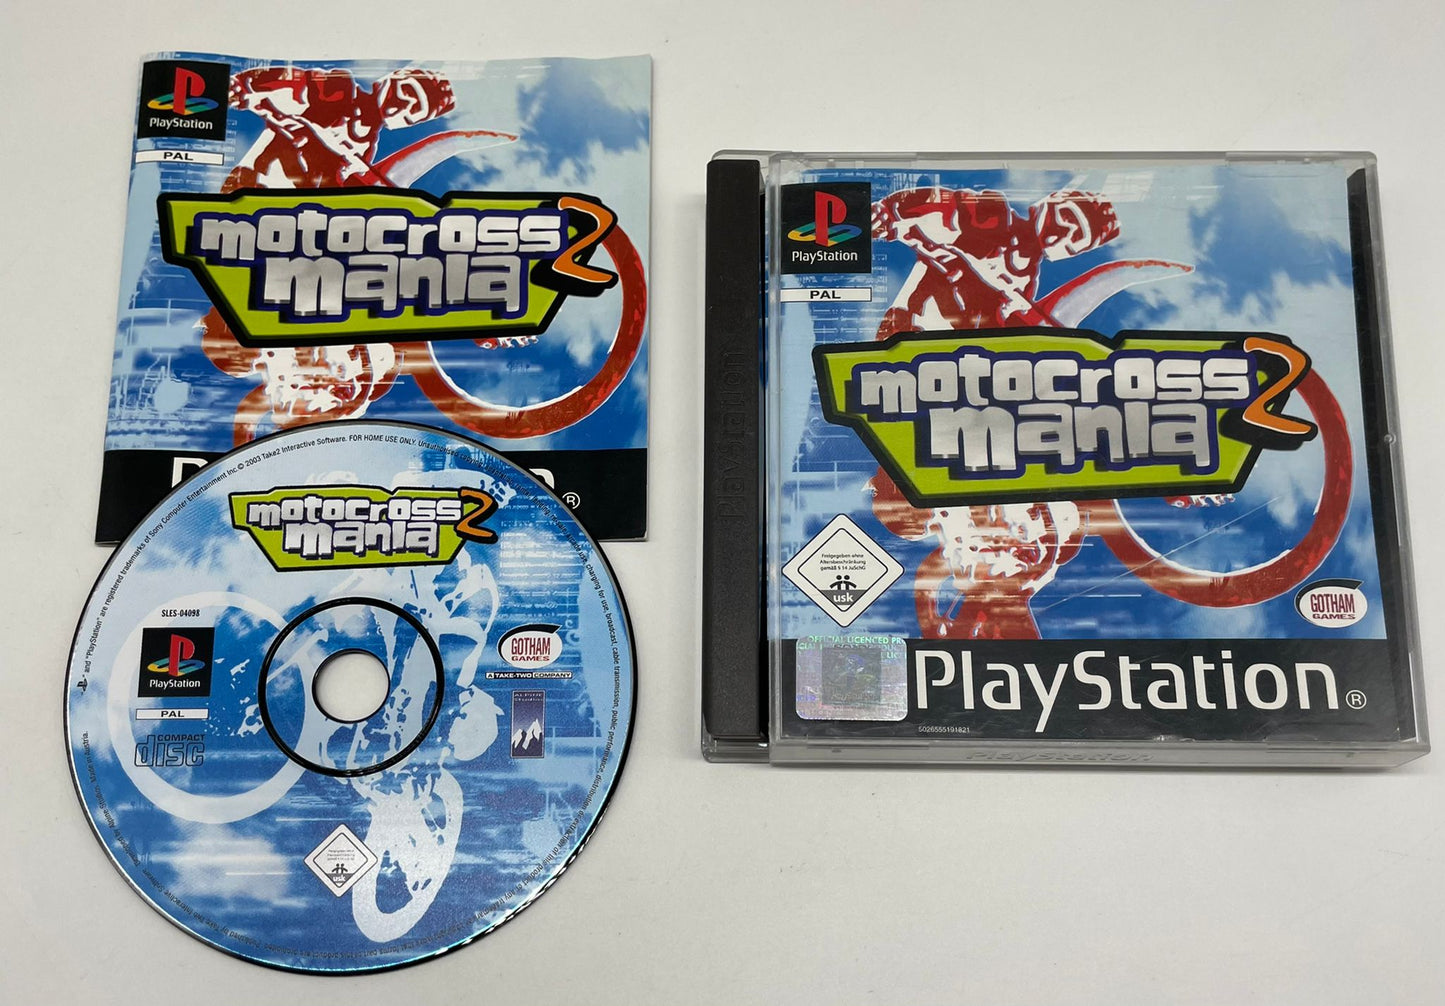 PlayStation
PAL
motocross
mania 2
®
and "PlayStation" are registered trademarks of Sony Computer Entertainment Inc. © 2003 Take2 Interactive Software. FOR HOME USE ONLY. Unauthorised
motocross
mania 2
SLES-04098
PlayStation
PAL
COMPACT
disc
GOTHAM
GAMES
A TAKE-TWO COMPANY
ALPINE
Studios
usk
PlayStation
PlayStation
PAL
motocross
mania 2
Freigegeben ohne
Altersbeschränkung
gemäß § 14 JuSchG
usk
GOTHAM
GAMES
OFFICIAL LICENCED
PlayStation®
5026555191821
PlayStation